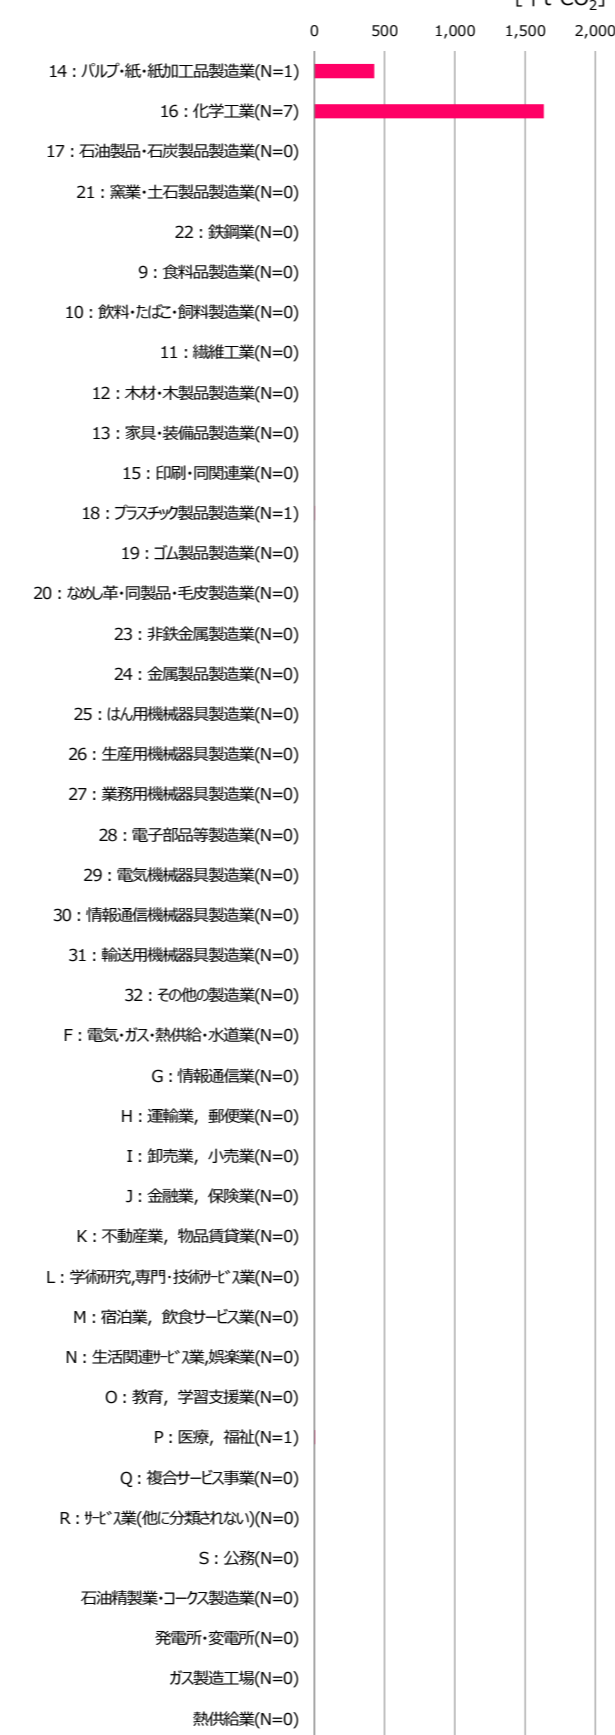 [千t-CO2]
0 500 1,000 1,500 2,000
14：パルプ・紙・紙加工品製造業(N=1)
16：化学工業(N=7)
17：石油製品・石炭製品製造業(N=0)
21：窯業・土石製品製造業(N=0)
22：鉄鋼業(N=0)
9：食料品製造業(N=0)
10：飲料・たばこ・飼料製造業(N=0)
11：繊維工業(N=0)
12：木材・木製品製造業(N=0)
13：家具・装備品製造業(N=0)
15：印刷・同関連業(N=0)
18：プラスチック製品製造業(N=1)
19：ゴム製品製造業(N=0)
20：なめし革・同製品・毛皮製造業(N=0)
23：非鉄金属製造業(N=0)
24：金属製品製造業(N=0)
25：はん用機械器具製造業(N=0)
26：生産用機械器具製造業(N=0)
27：業務用機械器具製造業(N=0)
28：電子部品等製造業(N=0)
29：電気機械器具製造業(N=0)
30：情報通信機械器具製造業(N=0)
31：輸送用機械器具製造業(N=0)
32：その他の製造業(N=0)
F：電気・ガス・熱供給・水道業(N=0)
G：情報通信業(N=0)
H：運輸業，郵便業(N=0)
I：卸売業，小売業(N=0)
J：金融業，保険業(N=0)
K：不動産業，物品賃貸業(N=0)
L：学術研究,専門・技術ｻｰﾋﾞｽ業(N=0)
M：宿泊業，飲食サービス業(N=0)
N：生活関連ｻｰﾋﾞｽ業,娯楽業(N=0)
O：教育，学習支援業(N=0)
P：医療，福祉(N=1)
Q：複合サービス事業(N=0)
R：ｻｰﾋﾞｽ業(他に分類されない)(N=0)
S：公務(N=0)
石油精製業・コークス製造業(N=0)
発電所・変電所(N=0)
ガス製造工場(N=0)
熱供給業(N=0)